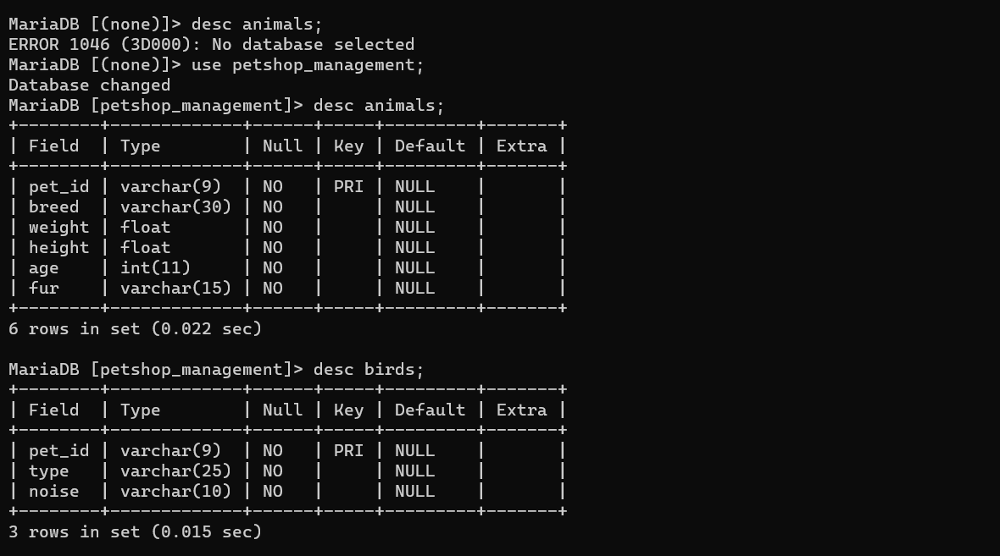 MariaDB [(none)]> desc animals;
ERROR 1046 (3D000): No database selected
MariaDB [(none)]> use petshop_management;
Database changed
MariaDB [petshop_management]> desc animals;
+--------+-------------+------+-----+---------+-------+
| Field  | Type        | Null | Key | Default | Extra |
+--------+-------------+------+-----+---------+-------+
| pet_id | varchar(9)  | NO   | PRI | NULL    |       |
| breed  | varchar(30) | NO   |     | NULL    |       |
| weight | float       | NO   |     | NULL    |       |
| height | float       | NO   |     | NULL    |       |
| age    | int(11)     | NO   |     | NULL    |       |
| fur    | varchar(15) | NO   |     | NULL    |       |
+--------+-------------+------+-----+---------+-------+
6 rows in set (0.022 sec)

MariaDB [petshop_management]> desc birds;
+--------+-------------+------+-----+---------+-------+
| Field  | Type        | Null | Key | Default | Extra |
+--------+-------------+------+-----+---------+-------+
| pet_id | varchar(9)  | NO   | PRI | NULL    |       |
| type   | varchar(25) | NO   |     | NULL    |       |
| noise  | varchar(10) | NO   |     | NULL    |       |
+--------+-------------+------+-----+---------+-------+
3 rows in set (0.015 sec)